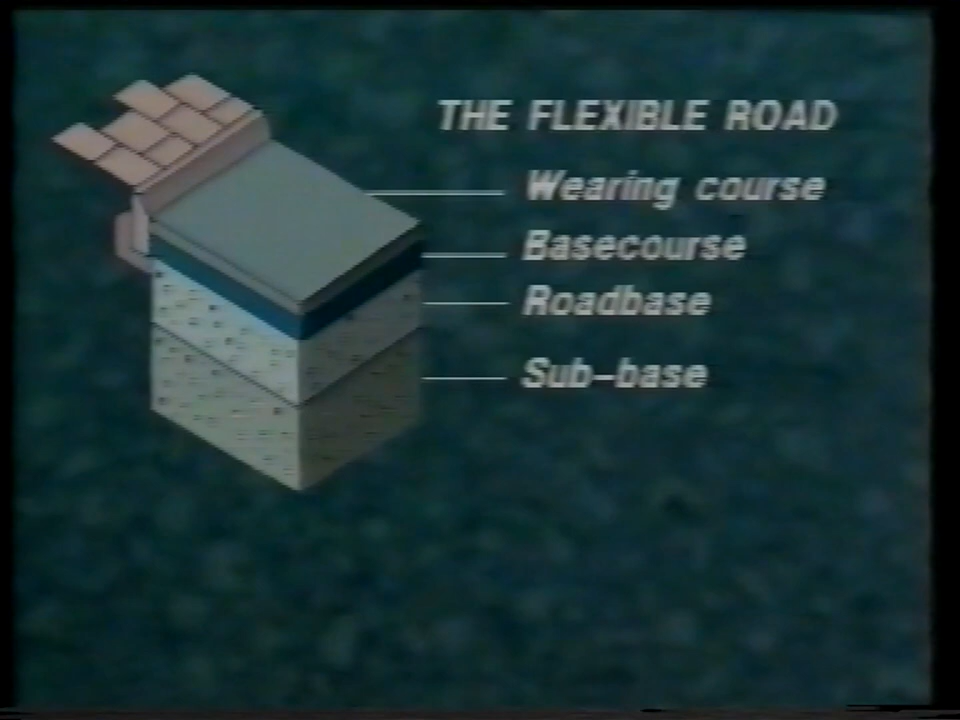 THE FLEXIBLE ROAD
Wearing course
Basecourse
Roadbase
Sub-base